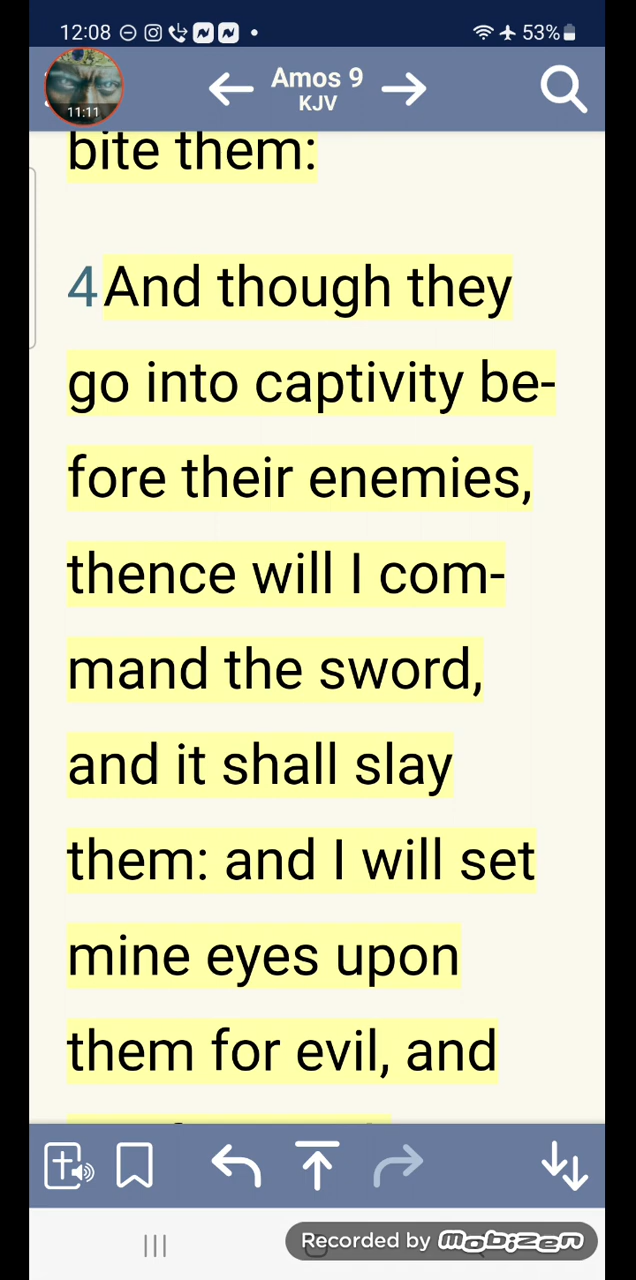 12:08 53%
11:11
Amos 9
KJV
bite them:
4 And though they
go into captivity be-
fore their enemies,
thence will I com-
mand the sword,
and it shall slay
them: and I will set
mine eyes upon
them for evil, and
Recorded by mobizen